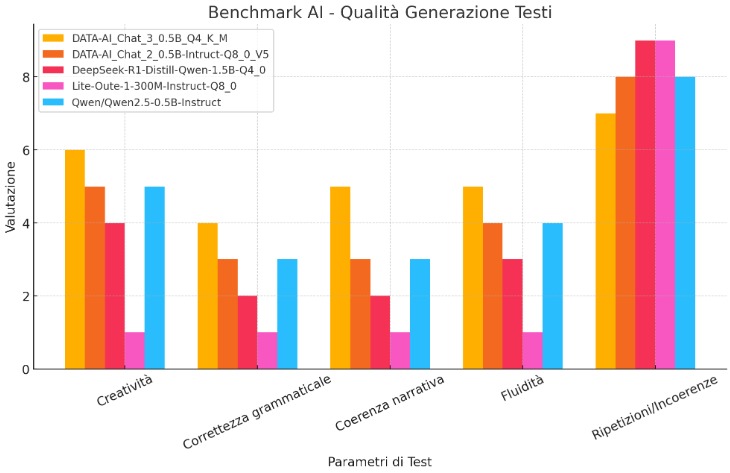 Benchmark AI - Qualità Generazione Testi
DATA-AI_Chat_3_0.5B_Q4_K_M
DATA-AI_Chat_2_0.5B-Intruct-Q8_0_V5
DeepSeek-R1-Distill-Qwen-1.5B-Q4_0
Lite-Oute-1-300M-Instruct-Q8_0
Qwen/Qwen2.5-0.5B-Instruct
Valutazione
8
6
4
2
0
Creatività
Correttezza grammaticale
Coerenza narrativa
Fluidità
Ripetizioni/Incoerenze
Parametri di Test